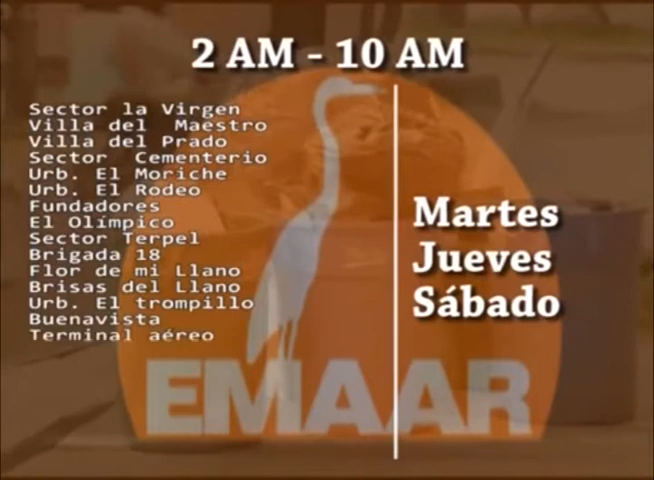 2 AM - 10 AM
Sector la Virgen
Villa del Maestro
Villa del Prado
Sector Cementerio
Urb. El Moriche
Urb. El Rodeo
Fundadores
El Olímpico
Sector Terpel
Brigada 18
Flor de mi Llano
Brisas del Llano
Urb. El trompillo
Buenavista
Terminal aéreo
Martes
Jueves
Sábado
EMAAR